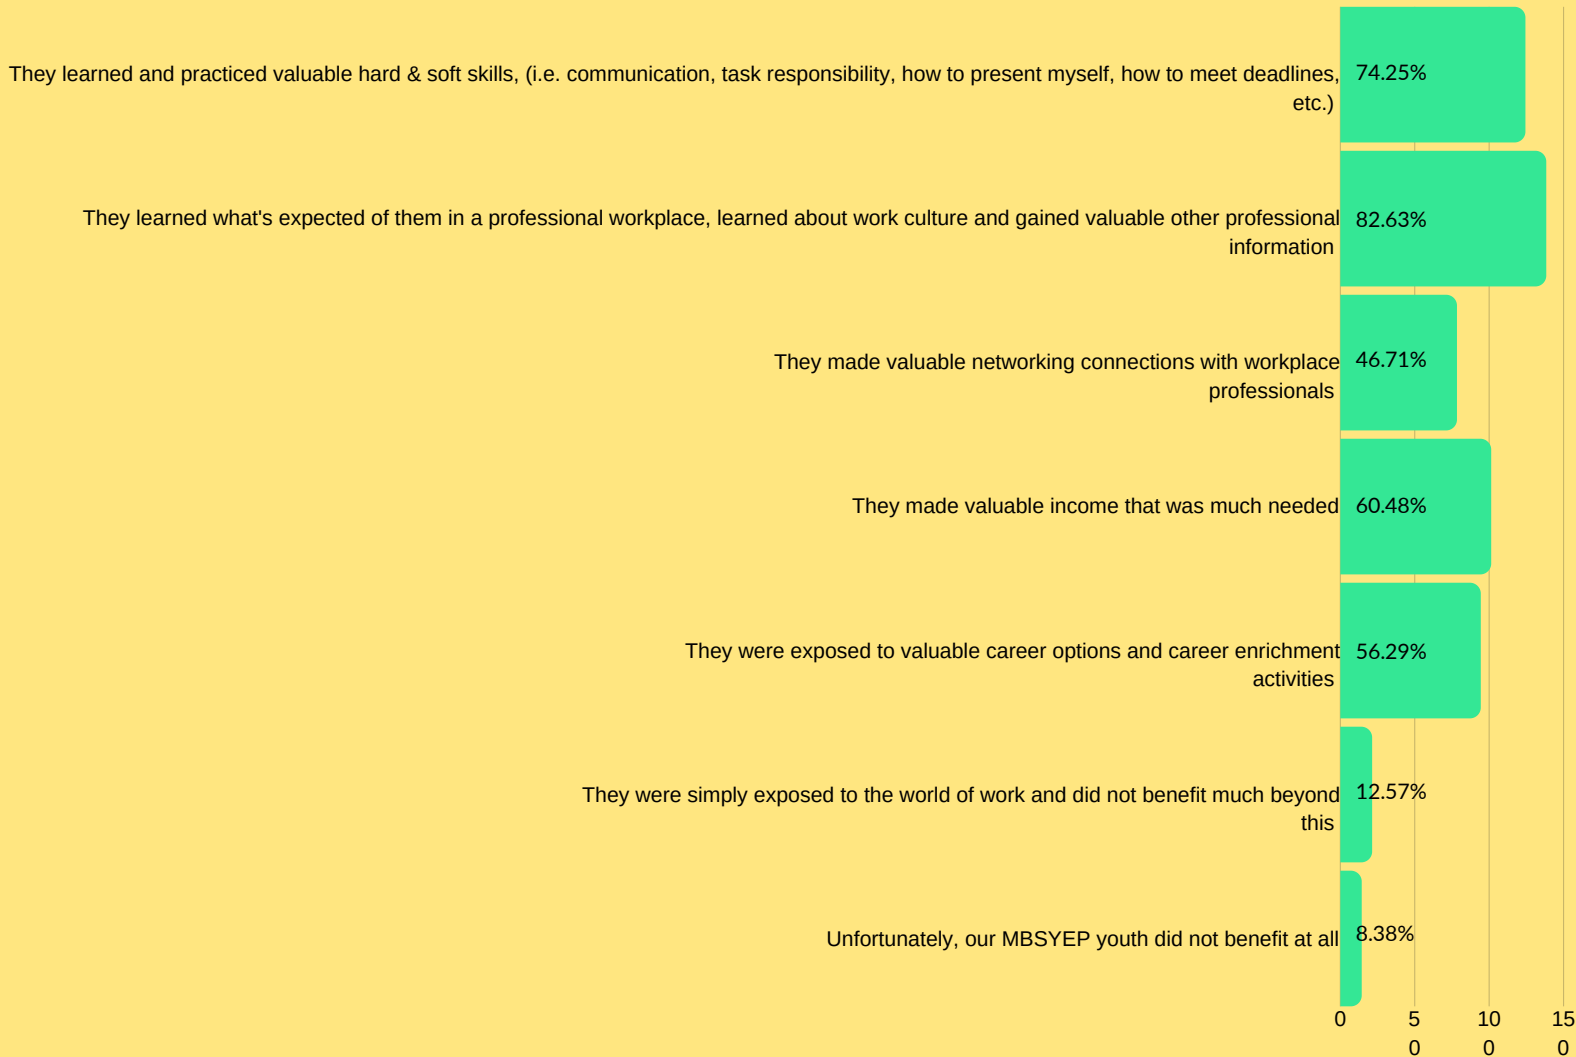 They learned and practiced valuable hard & soft skills, (i.e. communication, task responsibility, how to present myself, how to meet deadlines,
etc.)
74.25%
They learned what's expected of them in a professional workplace, learned about work culture and gained valuable other professional
information
82.63%
They made valuable networking connections with workplace
professionals
46.71%
They made valuable income that was much needed
60.48%
They were exposed to valuable career options and career enrichment
activities
56.29%
They were simply exposed to the world of work and did not benefit much beyond
this
12.57%
Unfortunately, our MBSYEP youth did not benefit at all
8.38%
0 5 10 15
0 0 0